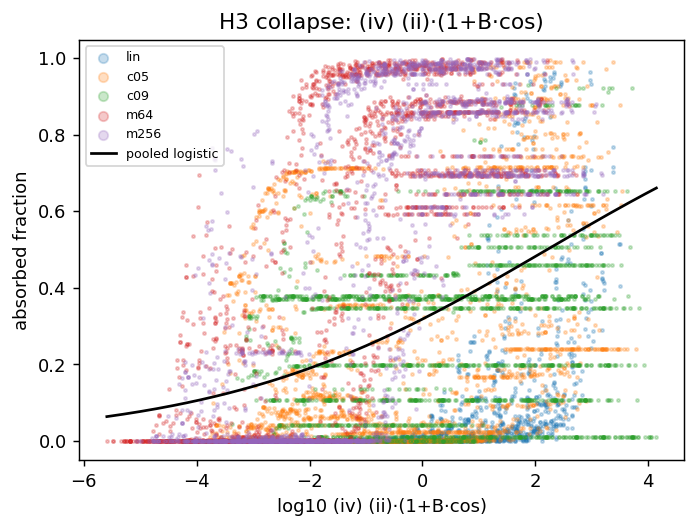 H3 collapse: (iv) (ii)·(1+B·cos)
lin
c05
c09
m64
m256
pooled logistic
absorbed fraction
1.0
0.8
0.6
0.4
0.2
0.0
−6
−4
−2
0
2
4
log10 (iv) (ii)·(1+B·cos)